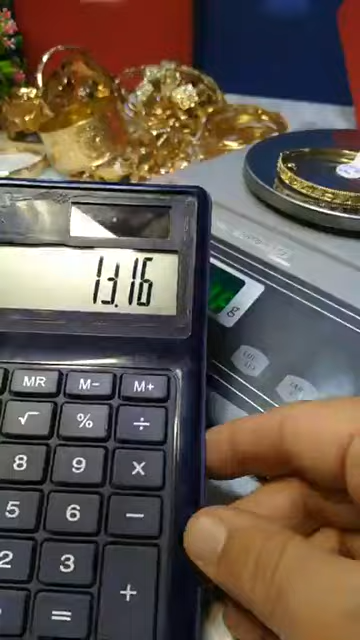 13.16
MR M- M+
√ % ÷
8 9 ×
5 6 −
2 3 +
=
g